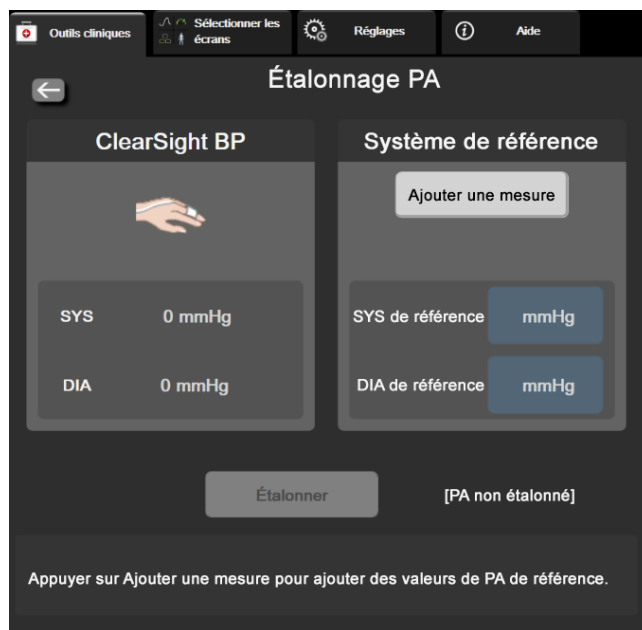 Outils cliniques
Sélectionner les
écrans
Réglages
Aide
Étalonnage PA
ClearSight BP
Système de référence
Ajouter une mesure
SYS 0 mmHg
SYS de référence mmHg
DIA 0 mmHg
DIA de référence mmHg
Étalonner
[PA non étalonné]
Appuyer sur Ajouter une mesure pour ajouter des valeurs de PA de référence.